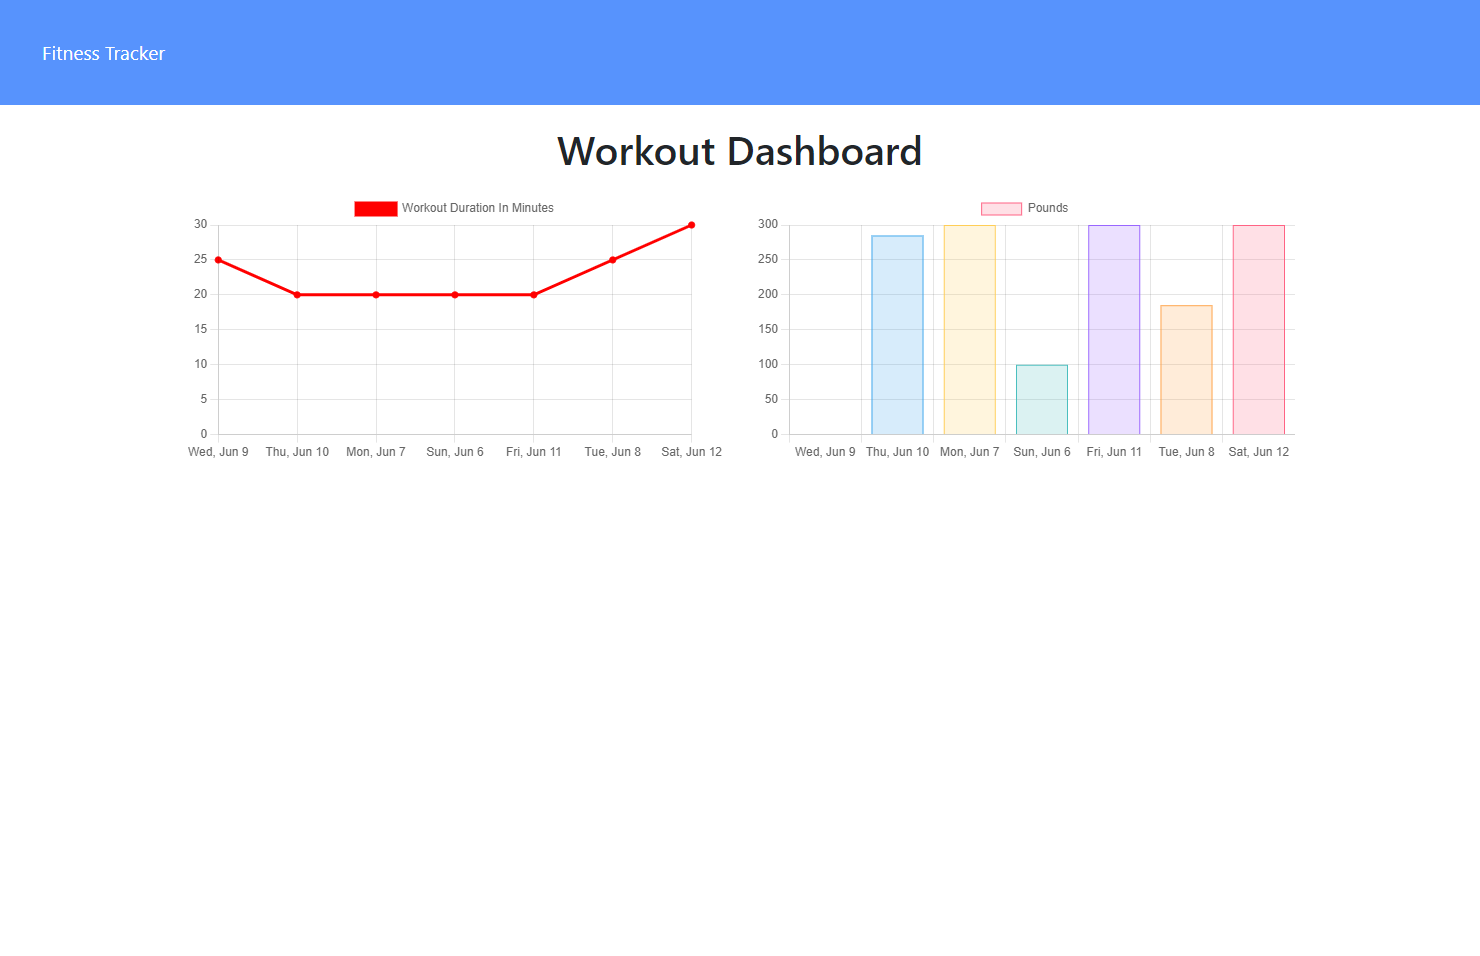 Fitness Tracker
Workout Dashboard
Workout Duration In Minutes
30
25
20
15
10
5
0
Wed, Jun 9 Thu, Jun 10 Mon, Jun 7 Sun, Jun 6 Fri, Jun 11 Tue, Jun 8 Sat, Jun 12
Pounds
300
250
200
150
100
50
0
Wed, Jun 9 Thu, Jun 10 Mon, Jun 7 Sun, Jun 6 Fri, Jun 11 Tue, Jun 8 Sat, Jun 12